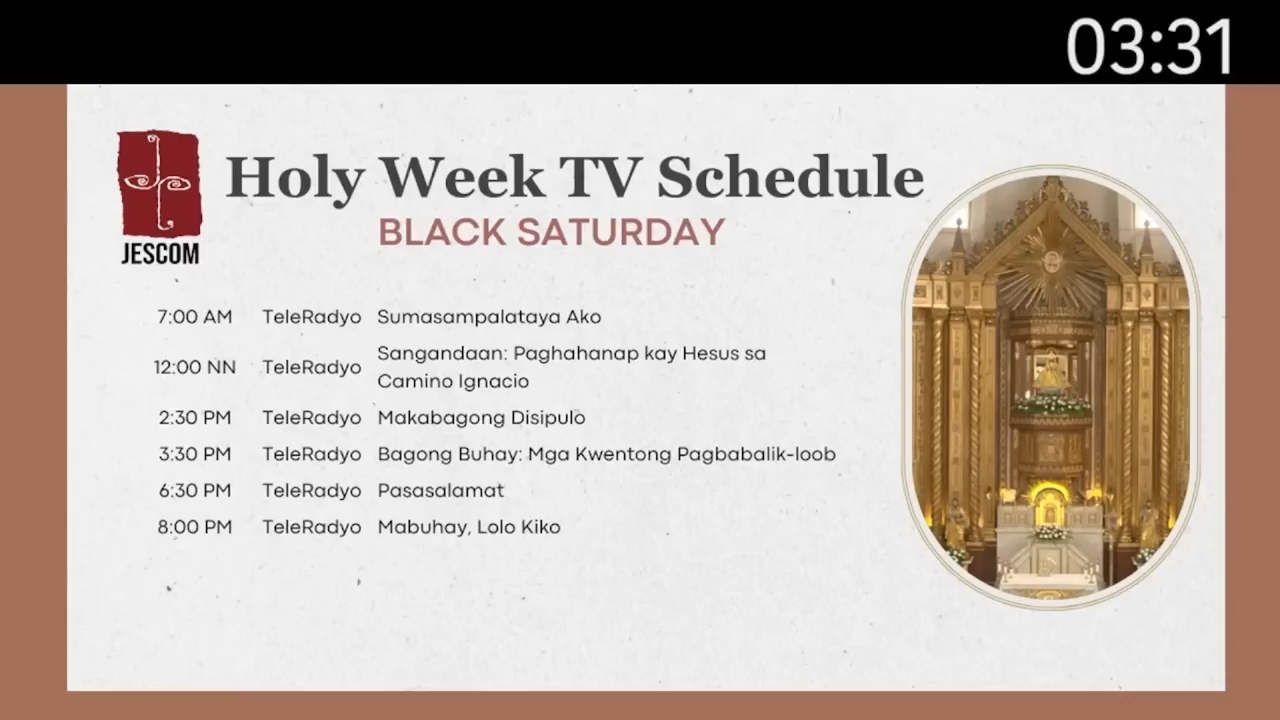 03:31
JESCOM
Holy Week TV Schedule
BLACK SATURDAY
7:00 AM TeleRadyo Sumasampalataya Ako
12:00 NN TeleRadyo Sangandaan: Paghahanap kay Hesus sa
Camino Ignacio
2:30 PM TeleRadyo Makabagong Disipulo
3:30 PM TeleRadyo Bagong Buhay: Mga Kwentong Pagbabalik-loob
6:30 PM TeleRadyo Pasasalamat
8:00 PM TeleRadyo Mabuhay, Lolo Kiko